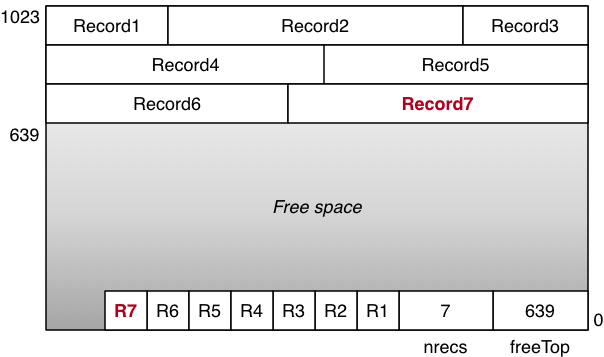 1023
Record1 Record2 Record3
Record4 Record5
Record6 Record7
639
Free space
R7 R6 R5 R4 R3 R2 R1 7 639
0
nrecs freeTop